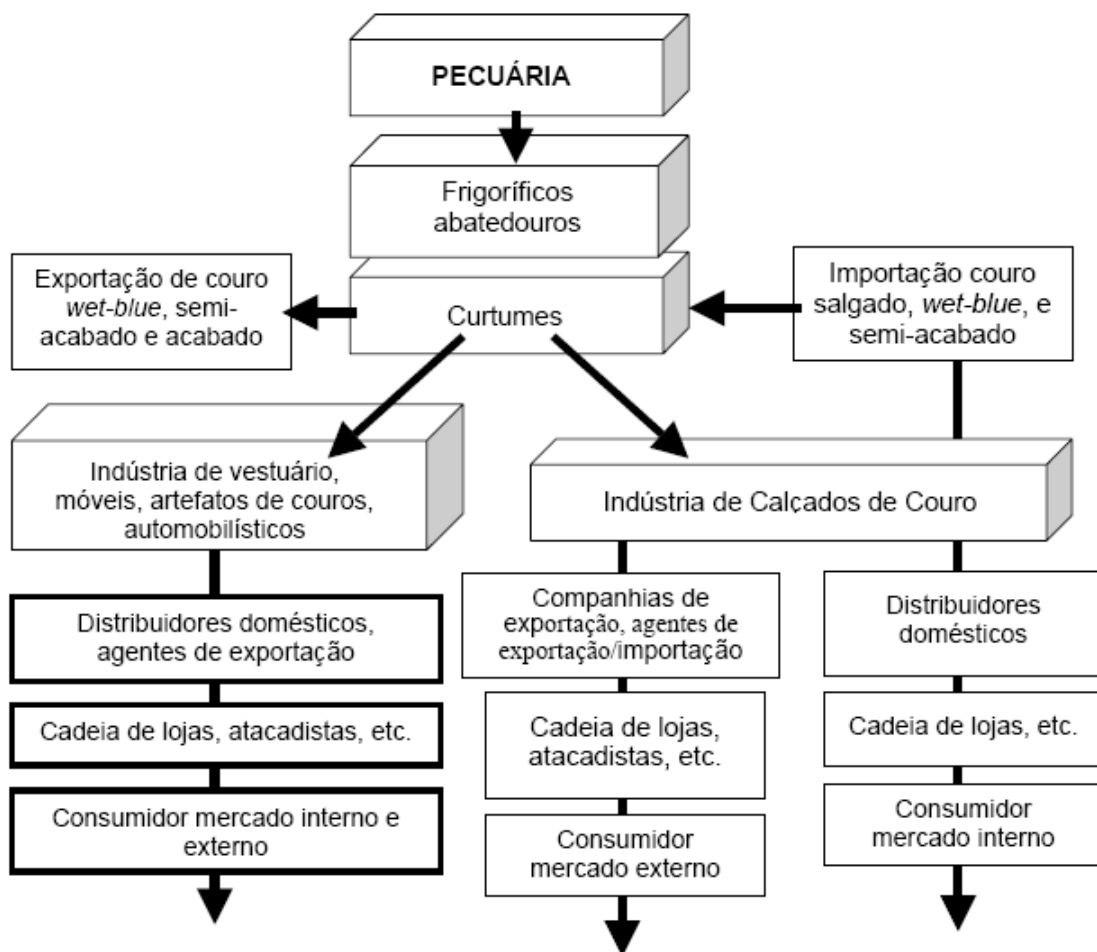 PECUÁRIA
Frigoríficos
abatedouros
Exportação de couro
wet-blue, semi-
acabado e acabado
Curtumes
Importação couro
salgado, wet-blue, e
semi-acabado
Indústria de vestuário,
móveis, artefatos de couros,
automobilísticos
Indústria de Calçados de Couro
Distribuidores domésticos,
agentes de exportação
Cadeia de lojas, atacadistas, etc.
Consumidor mercado interno e
externo
Companhias de
exportação, agentes de
exportação/importação
Cadeia de lojas,
atacadistas, etc.
Consumidor
mercado externo
Distribuidores
domésticos
Cadeia de lojas, etc.
Consumidor
mercado interno